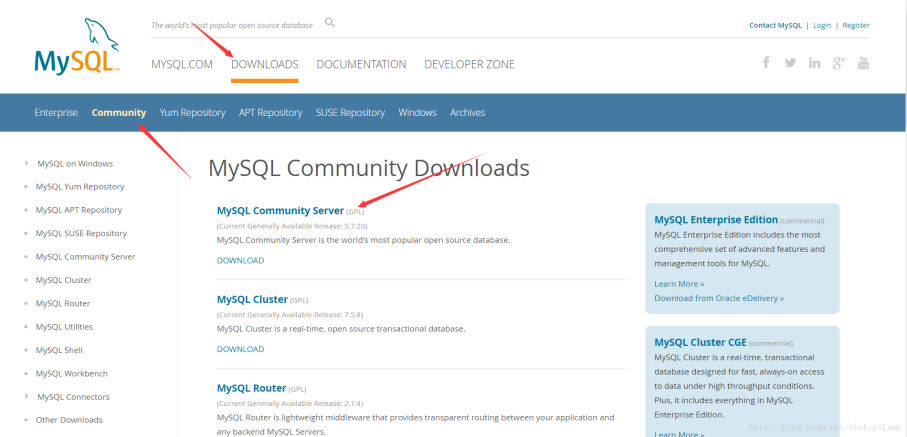 The world's most popular open source database
Contact MySQL | Login | Register
MySQL™
MYSQL.COM DOWNLOADS DOCUMENTATION DEVELOPER ZONE
Enterprise Community Yum Repository APT Repository SUSE Repository Windows Archives
MySQL on Windows
MySQL Yum Repository
MySQL APT Repository
MySQL SUSE Repository
MySQL Community Server
MySQL Cluster
MySQL Router
MySQL Utilities
MySQL Shell
MySQL Workbench
MySQL Connectors
Other Downloads
MySQL Community Downloads
MySQL Community Server (GPL)
(Current Generally Available Release: 5.7.20)
MySQL Community Server is the world's most popular open source database.
DOWNLOAD
MySQL Cluster (GPL)
(Current Generally Available Release: 7.5.8)
MySQL Cluster is a real-time, open source transactional database.
DOWNLOAD
MySQL Router (GPL)
(Current Generally Available Release: 2.1.4)
MySQL Router is lightweight middleware that provides transparent routing between your application and
any backend MySQL Servers.
MySQL Enterprise Edition (commercial)
MySQL Enterprise Edition includes the most
comprehensive set of advanced features and
management tools for MySQL.
Learn More »
Download from Oracle eDelivery »
MySQL Cluster CGE (commercial)
MySQL Cluster is a real-time, transactional
database designed for fast, always-on access
to data under high throughput conditions.
Plus, it includes everything in MySQL
Enterprise Edition.
Learn More »
http://blog.csdn.net/theLostLamb